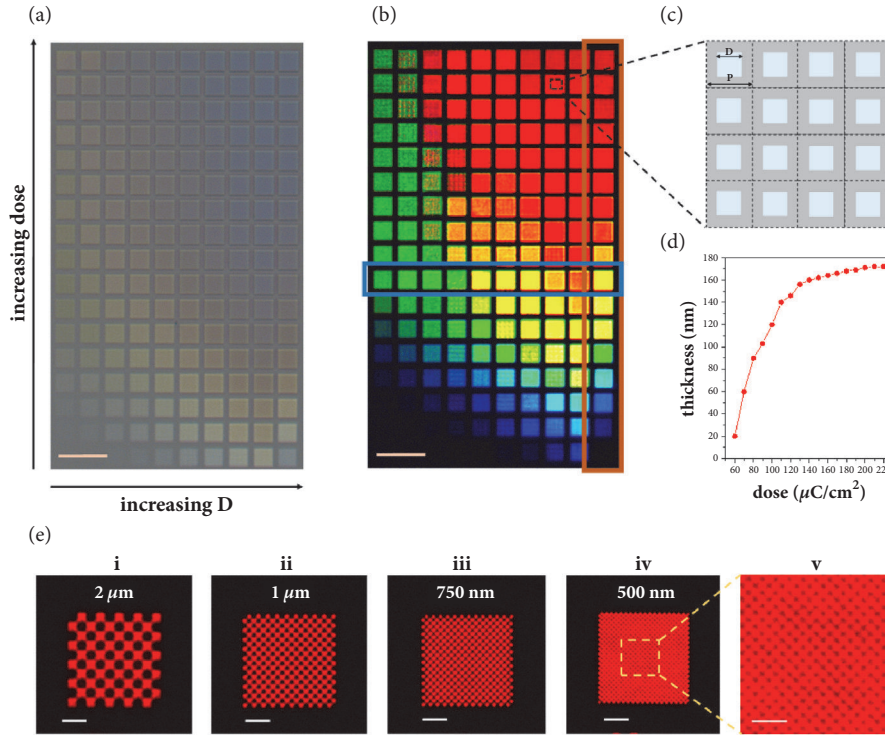 (a)
(b)
(c)
increasing dose
increasing D
D
P
(d)
180
160
140
120
100
80
60
40
20
0
thickness (nm)
60 80 100 120 140 160 180 200 220
dose (μC/cm²)
(e)
i ii iii iv v
2 μm 1 μm 750 nm 500 nm